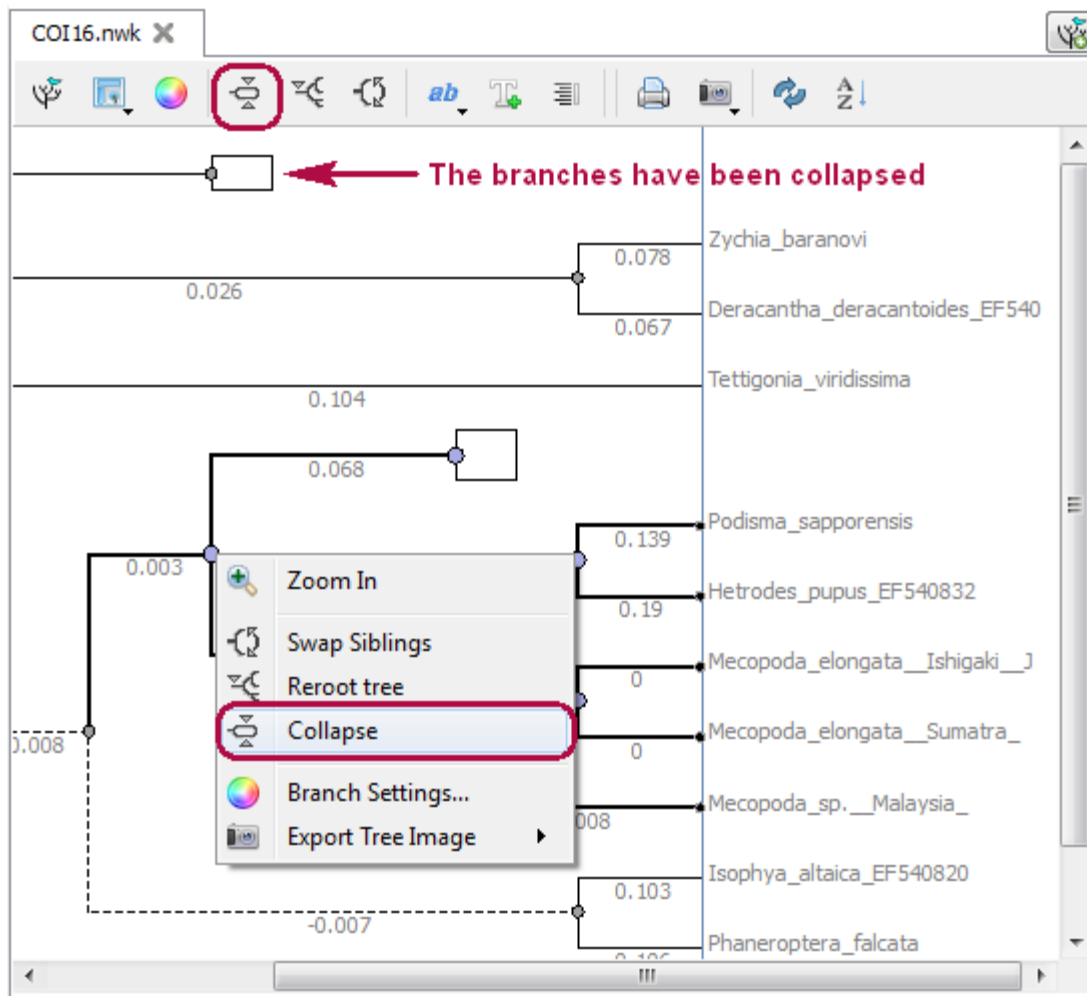 COI16.nwk
ab
T
A
Z
The branches have been collapsed
Zychia_baranovi
0.078
0.026
Deracantha_deracantoides_EF540
0.067
Tettigonia_viridissima
0.104
0.068
Podisma_sapporensis
0.139
0.003
Zoom In
Hetrodes_pupus_EF540832
0.19
Swap Siblings
Mecopoda_elongata__Ishigaki__J
0
Reroot tree
Collapse
Mecopoda_elongata__Sumatra_
0.008
0
Branch Settings...
Mecopoda_sp.__Malaysia_
008
Export Tree Image
Isophya_altaica_EF540820
0.103
-0.007
Phaneroptera_falcata